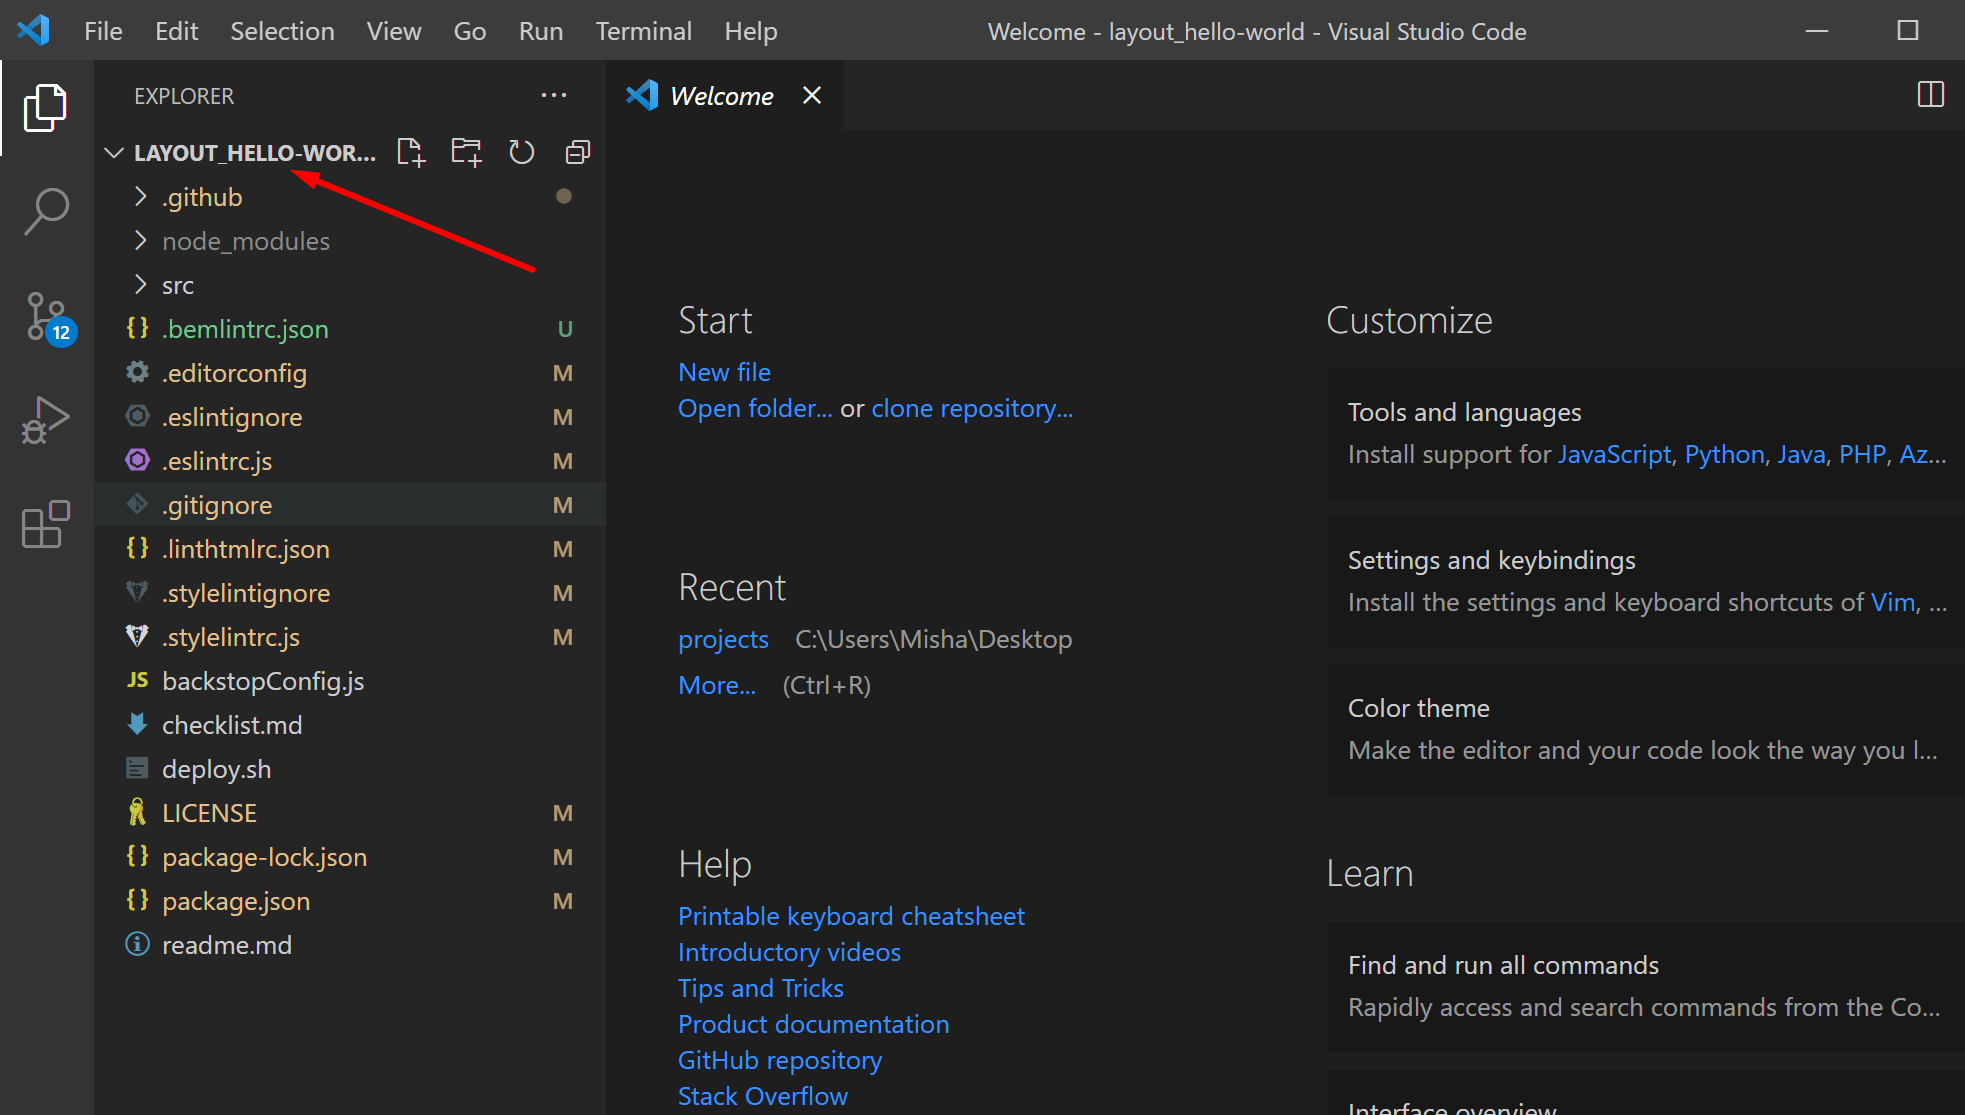 File Edit Selection View Go Run Terminal Help Welcome - layout_hello-world - Visual Studio Code
EXPLORER ...
LAYOUT_HELLO-WOR...
.github
node_modules
src
.bemlintrc.json U
.editorconfig M
.eslintignore M
.eslintrc.js M
.gitignore M
.linthtmlrc.json M
.stylelintignore M
.stylelintrc.js M
JS backstopConfig.js
checklist.md
deploy.sh
LICENSE M
package-lock.json M
package.json M
readme.md
12
Welcome
Start
New file
Open folder... or clone repository...
Recent
projects C:\Users\Misha\Desktop
More... (Ctrl+R)
Help
Printable keyboard cheatsheet
Introductory videos
Tips and Tricks
Product documentation
GitHub repository
Stack Overflow
Customize
Tools and languages
Install support for JavaScript, Python, Java, PHP, Az...
Settings and keybindings
Install the settings and keyboard shortcuts of Vim, ...
Color theme
Make the editor and your code look the way you l...
Learn
Find and run all commands
Rapidly access and search commands from the Co...
Interface overview